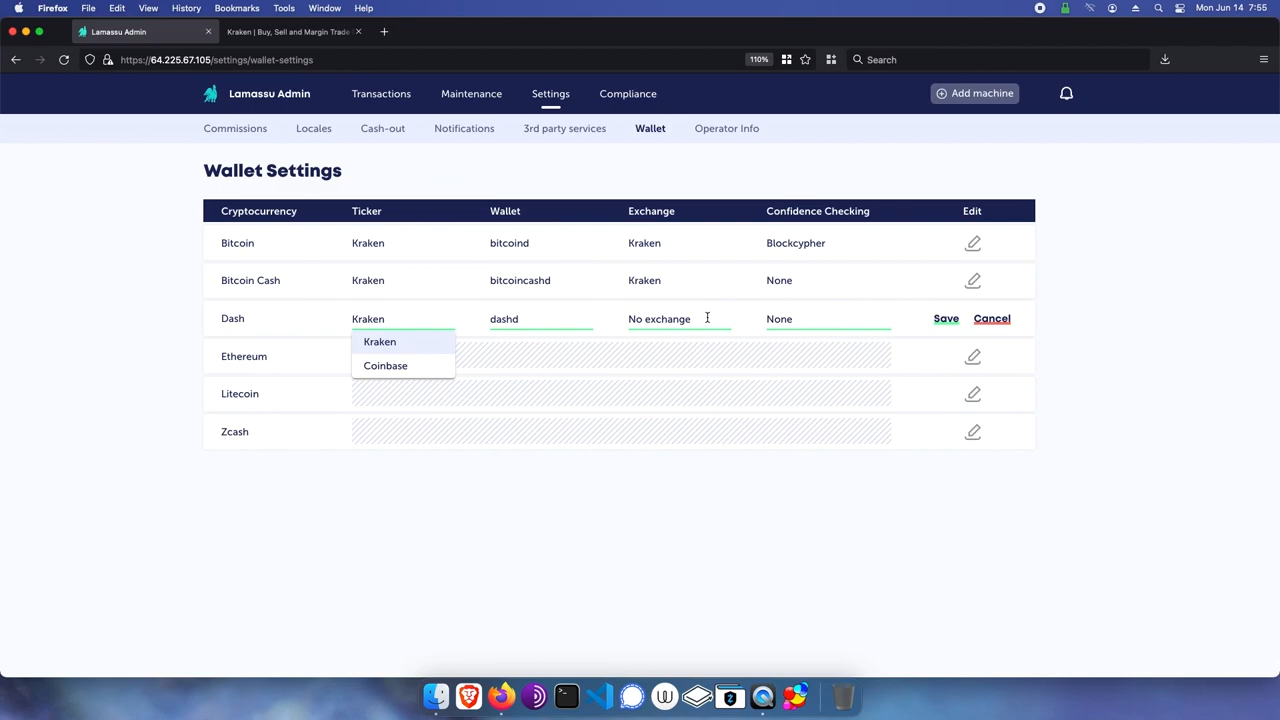 Firefox File Edit View History Bookmarks Tools Window Help Mon Jun 14 7:55
Lamassu Admin Kraken | Buy, Sell and Margin Trade
https://64.225.67.105/settings/wallet-settings 110% Search
Lamassu Admin Transactions Maintenance Settings Compliance Add machine
Commissions Locales Cash-out Notifications 3rd party services Wallet Operator Info
Wallet Settings
Cryptocurrency Ticker Wallet Exchange Confidence Checking Edit
Bitcoin Kraken bitcoind Kraken Blockcypher
Bitcoin Cash Kraken bitcoincashd Kraken None
Dash Kraken dashd No exchange None Save Cancel
Kraken
Ethereum
Coinbase
Litecoin
Zcash